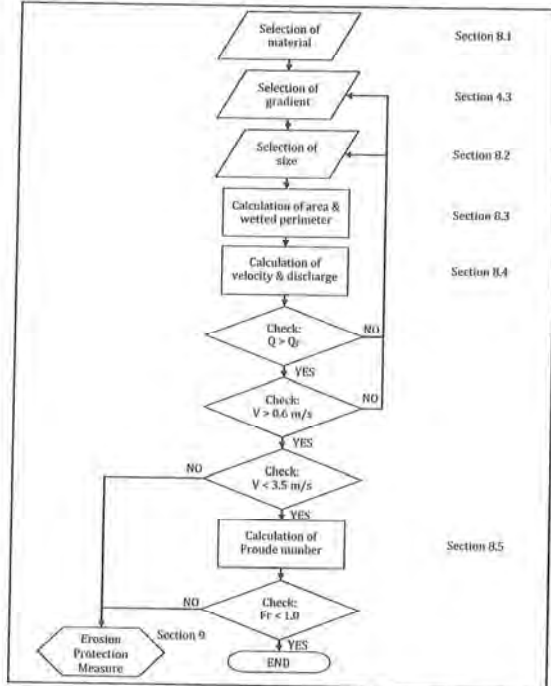 Selection of
material
Section 8.1
Selection of
gradient
Section 4.3
Selection of
size
Section 8.2
Calculation of area &
wetted perimeter
Section 8.3
Calculation of
velocity & discharge
Section 8.4
Check:
Q > Qr
NO
YES
Check:
V > 0.6 m/s
NO
YES
NO
Check:
V < 3.5 m/s
YES
Calculation of
Froude number
Section 8.5
NO
Check:
Fr < 1.0
YES
Erosion
Protection
Measure
Section 9
END